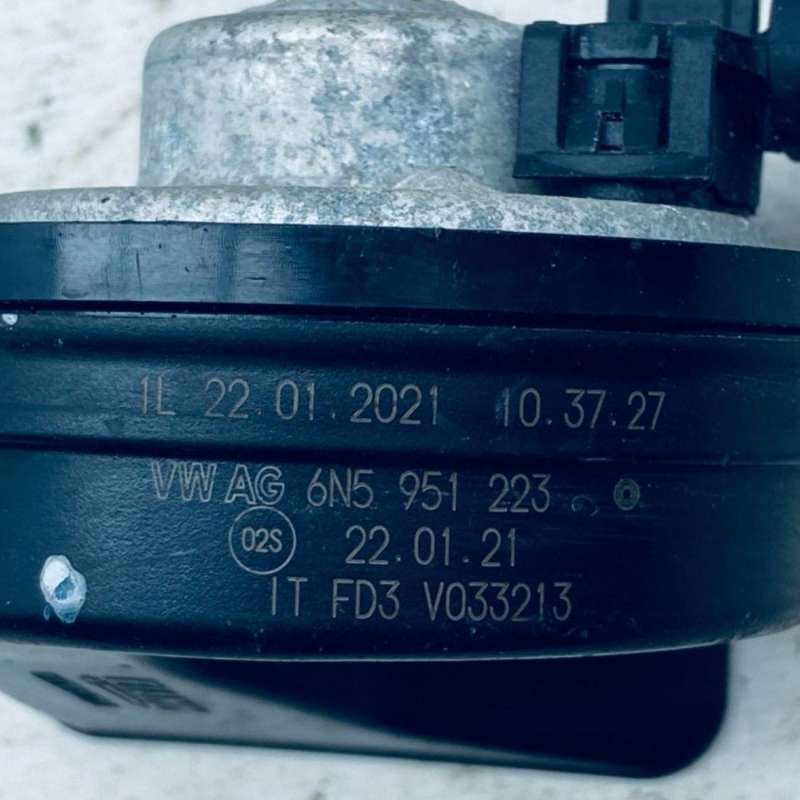 1L 22.01.2021 10.37.27
VW AG 6N5 951 223
02S 22.01.21
IT FD3 V033213